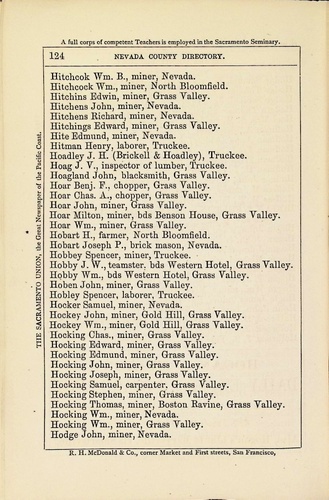 A full corps of competent Teachers is employed in the Sacramento Seminary.
124 NEVADA COUNTY DIRECTORY.
Hitchcok Wm. B., miner, Nevada.
Hitchcock Wm., miner, North Bloomfield.
Hitchins Edwin, miner, Grass Valley.
Hitchens John, miner, Nevada.
Hitchens Richard, miner, Nevada.
Hitchings Edward, miner, Grass Valley.
Hite Edmund, miner, Nevada.
Hitman Henry, laborer, Truckee.
Hoadley J. H. (Brickell & Hoadley), Truckee.
Hoag J. V., inspector of lumber, Truckee.
Hoagland John, blacksmith, Grass Valley.
Hoar Benj. F., chopper, Grass Valley.
Hoar Chas. A., chopper, Grass Valley.
Hoar John, miner, Grass Valley.
Hoar Milton, miner, bds Benson House, Grass Valley.
Hoar Wm., miner, Grass Valley.
Hobart H., farmer, North Bloomfield.
Hobart Joseph P., brick mason, Nevada.
Hobbey Spencer, miner, Truckee.
Hobby J. W., teamster. bds Western Hotel, Grass Valley.
Hobby Wm., bds Western Hotel, Grass Valley.
Hoben John, miner, Grass Valley.
Hobley Spencer, laborer, Truckee.
Hocker Samuel, miner, Nevada.
Hockey John, miner, Gold Hill, Grass Valley.
Hockey Wm., miner, Gold Hill, Grass Valley.
Hocking Chas., miner, Grass Valley.
Hocking Edward, miner, Grass Valley.
Hocking Edmund, miner, Grass Valley.
Hocking John, miner, Grass Valley.
Hocking Joseph, miner, Grass Valley.
Hocking Samuel, carpenter. Grass Valley.
Hocking Stephen, miner, Grass Valley.
Hocking Thomas, miner, Boston Ravine, Grass Valley.
Hocking Wm., miner, Nevada.
Hocking Wm., miner, Grass Valley.
Hodge John, miner, Nevada.
R. H. McDonald & Co., corner Market and First streets, San Francisco,
THE SACRAMENTO UNION, the Great Newspaper of the Pacific Coast.